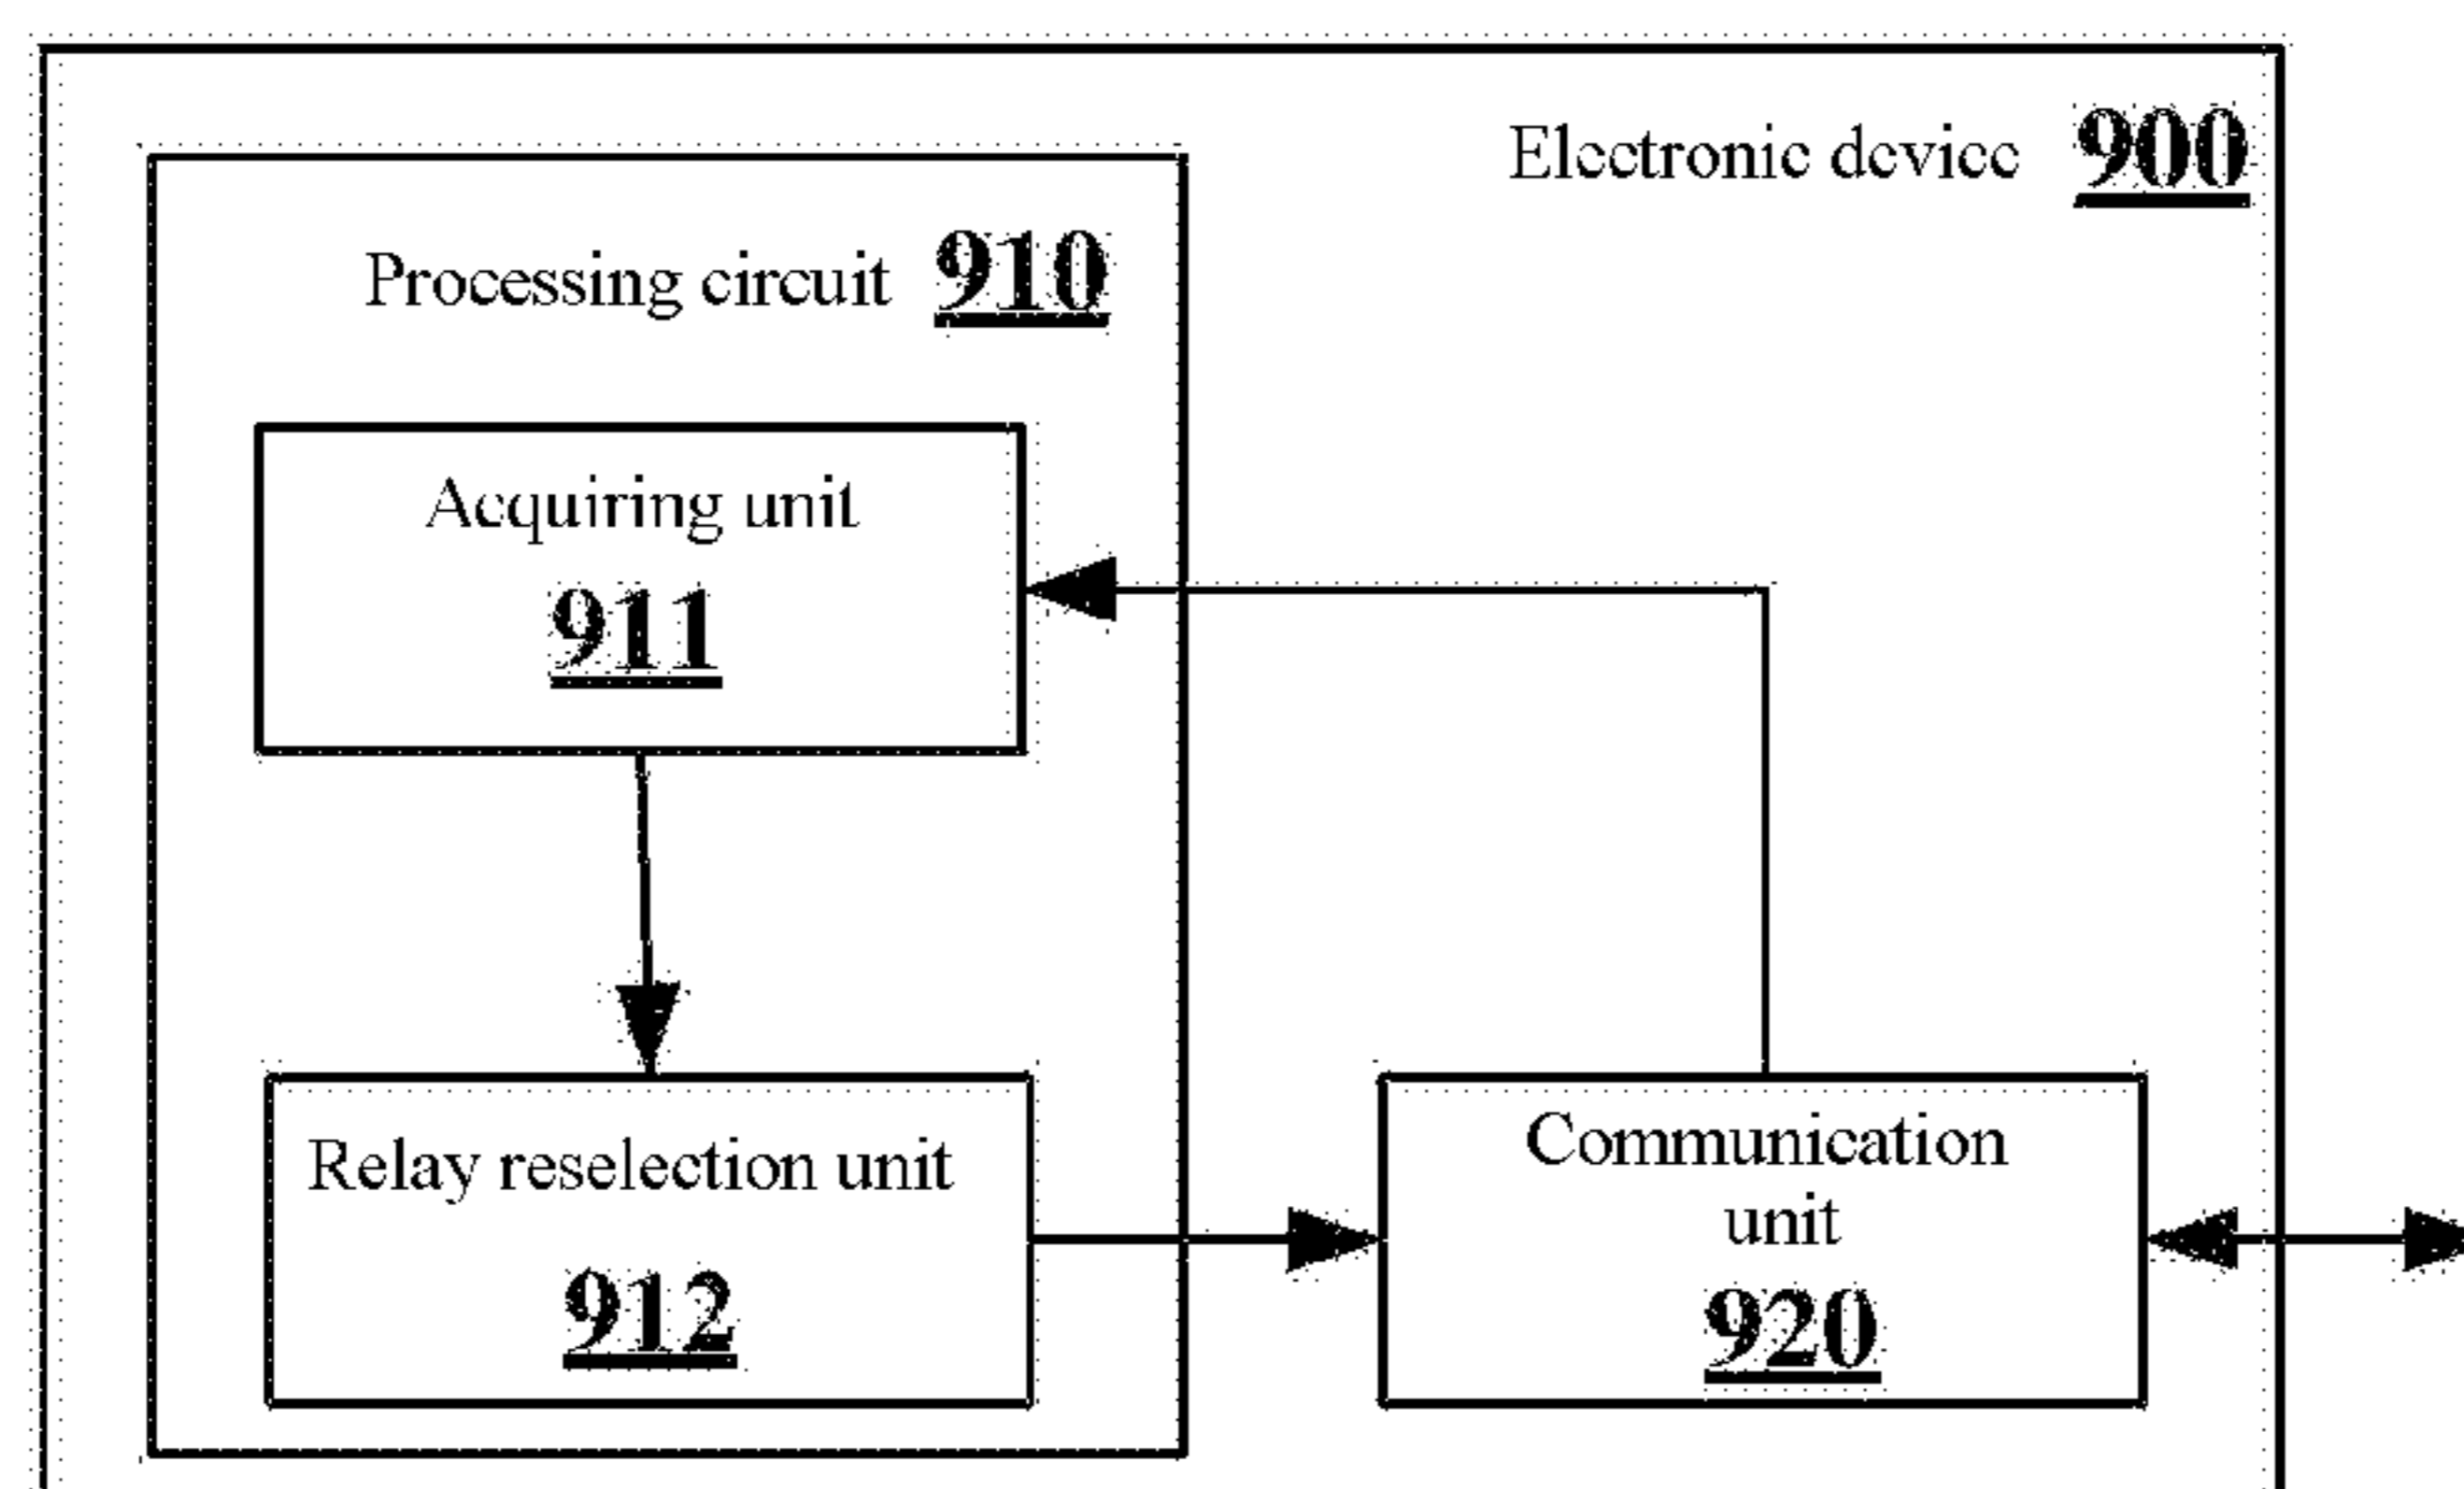 Electronic device 900
Processing circuit 910
Acquiring unit
911
Relay reselection unit
912
Communication
unit
920